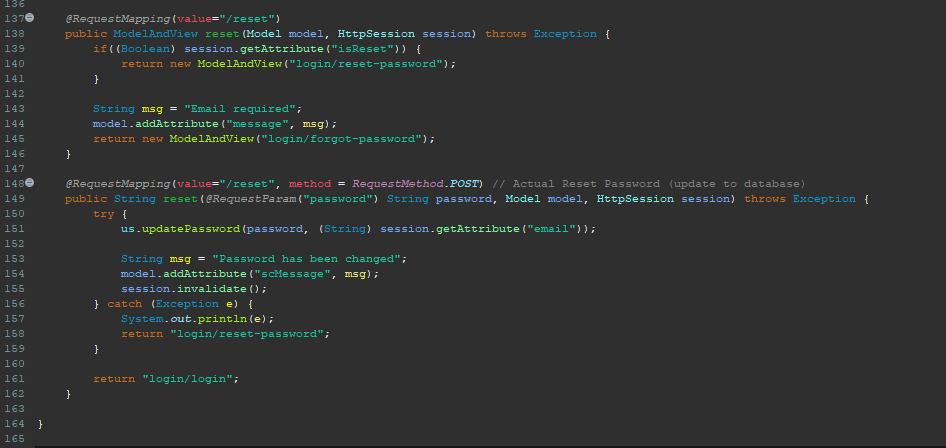 136
137 @RequestMapping(value="/reset")
138 public ModelAndView reset(Model model, HttpSession session) throws Exception {
139 if((Boolean) session.getAttribute("isReset")) {
140 return new ModelAndView("login/reset-password");
141 }
142
143 String msg = "Email required";
144 model.addAttribute("message", msg);
145 return new ModelAndView("login/forgot-password");
146 }
147
148 @RequestMapping(value="/reset", method = RequestMethod.POST) // Actual Reset Password (update to database)
149 public String reset(@RequestParam("password") String password, Model model, HttpSession session) throws Exception {
150 try {
151 us.updatePassword(password, (String) session.getAttribute("email"));
152
153 String msg = "Password has been changed";
154 model.addAttribute("scMessage", msg);
155 session.invalidate();
156 } catch (Exception e) {
157 System.out.println(e);
158 return "login/reset-password";
159 }
160
161 return "login/login";
162 }
163
164 }
165